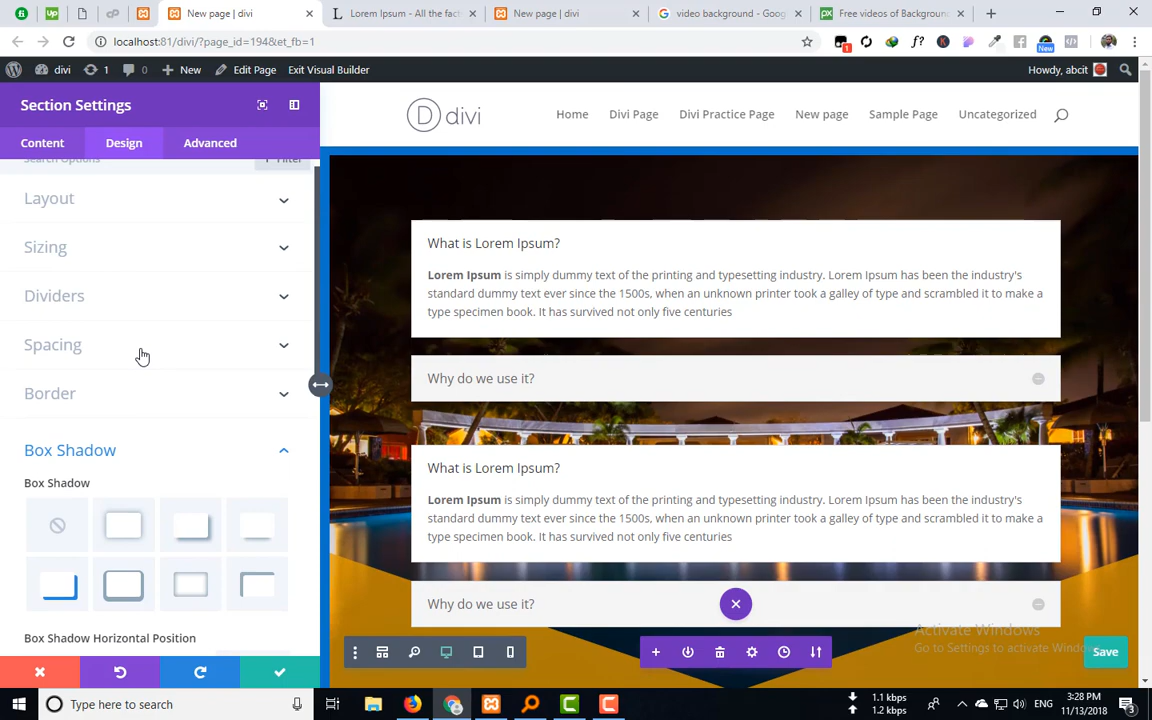 New page | divi
Lorem Ipsum - All the fact
New page | divi
video background - Goog
Free videos of Background
localhost:81/divi/?page_id=194&et_fb=1
divi
1
0
New
Edit Page
Exit Visual Builder
Howdy, abcit
Section Settings
Content
Design
Advanced
Search Options
Filter
Layout
Sizing
Dividers
Spacing
Border
Box Shadow
Box Shadow
Box Shadow Horizontal Position
D divi
Home
Divi Page
Divi Practice Page
New page
Sample Page
Uncategorized
What is Lorem Ipsum?
Lorem Ipsum is simply dummy text of the printing and typesetting industry. Lorem Ipsum has been the industry's
standard dummy text ever since the 1500s, when an unknown printer took a galley of type and scrambled it to make a
type specimen book. It has survived not only five centuries
Why do we use it?
What is Lorem Ipsum?
Lorem Ipsum is simply dummy text of the printing and typesetting industry. Lorem Ipsum has been the industry's
standard dummy text ever since the 1500s, when an unknown printer took a galley of type and scrambled it to make a
type specimen book. It has survived not only five centuries
Why do we use it?
Activate Windows
Go to Settings to activate Windows
Save
Type here to search
1.1 kbps
1.2 kbps
ENG
3:28 PM
11/13/2018
3